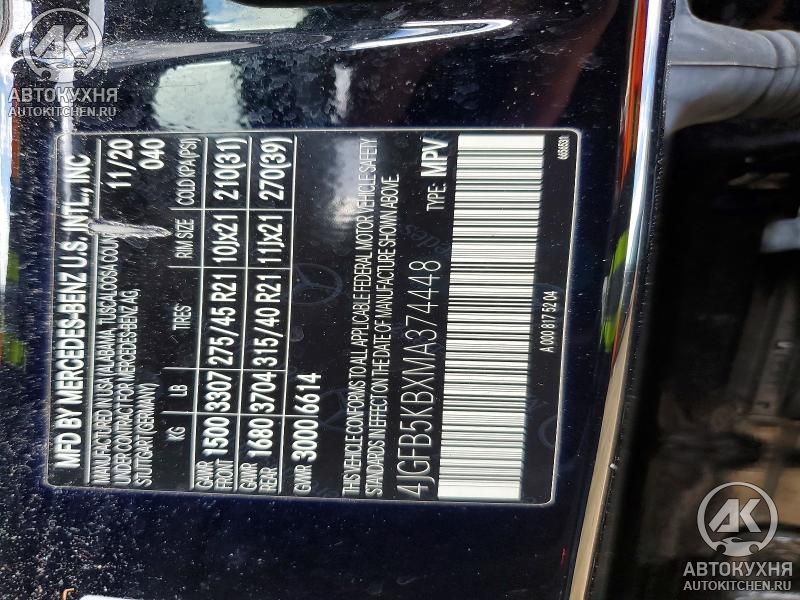 MFD BY MERCEDES-BENZ U.S. INTL., INC
MANUFACTURED IN USA (ALABAMA, TUSCALOOSA COUN
UNDER CONTRACT FOR MERCEDES-BENZ AG,
STUTTGART (GERMANY)
11/20
040
KG LB TIRES RIM SIZE COLD (KPA(PSI)
GAWR FRONT 1500 3307 275/45 R21 10Jx21 210(31)
GAWR REAR 1680 3704 315/40 R21 11Jx21 270(39)
GVWR 3000 6614
THIS VEHICLE CONFORMS TO ALL APPLICABLE FEDERAL MOTOR VEHICLE SAFETY
STANDARDS IN EFFECT ON THE DATE OF MANUFACTURE SHOWN ABOVE.
4JGFB5KBXMA374448 TYPE: MPV
A 000 817 52 04
AK
АВТОКУХНЯ
AUTOKITCHEN.RU
AK
АВТОКУХНЯ
AUTOKITCHEN.RU